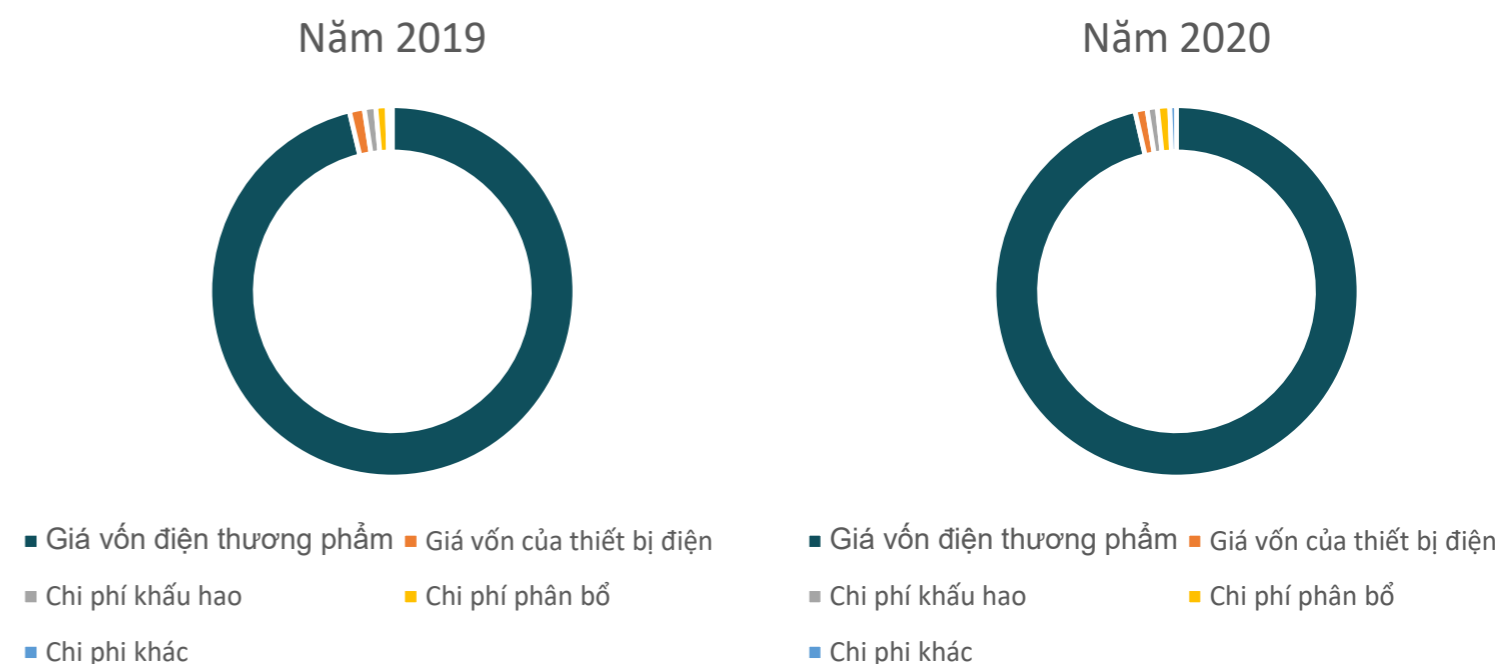 Năm 2019
Giá vốn điện thương phẩm Giá vốn của thiết bị điện
Chi phí khấu hao Chi phí phân bổ
Chi phi khác
Năm 2020
Giá vốn điện thương phẩm Giá vốn của thiết bị điện
Chi phí khấu hao Chi phí phân bổ
Chi phi khác